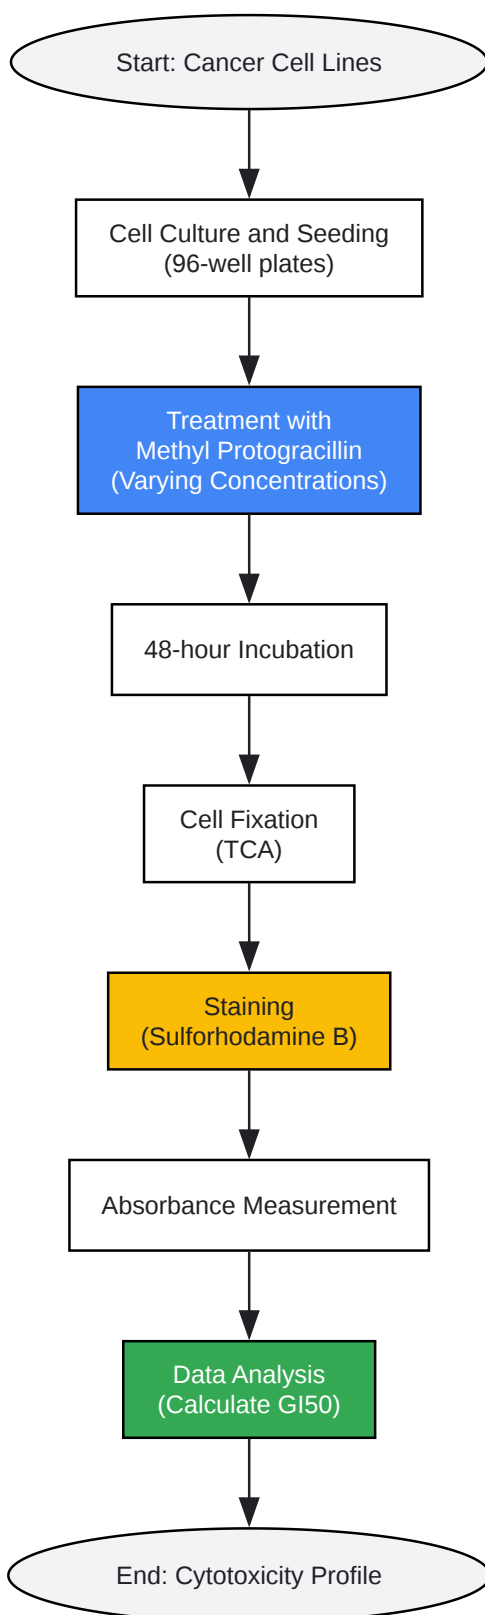 Start: Cancer Cell Lines
Cell Culture and Seeding
(96-well plates)
Treatment with
Methyl Protogracillin
(Varying Concentrations)
48-hour Incubation
Cell Fixation
(TCA)
Staining
(Sulforhodamine B)
Absorbance Measurement
Data Analysis
(Calculate GI50)
End: Cytotoxicity Profile